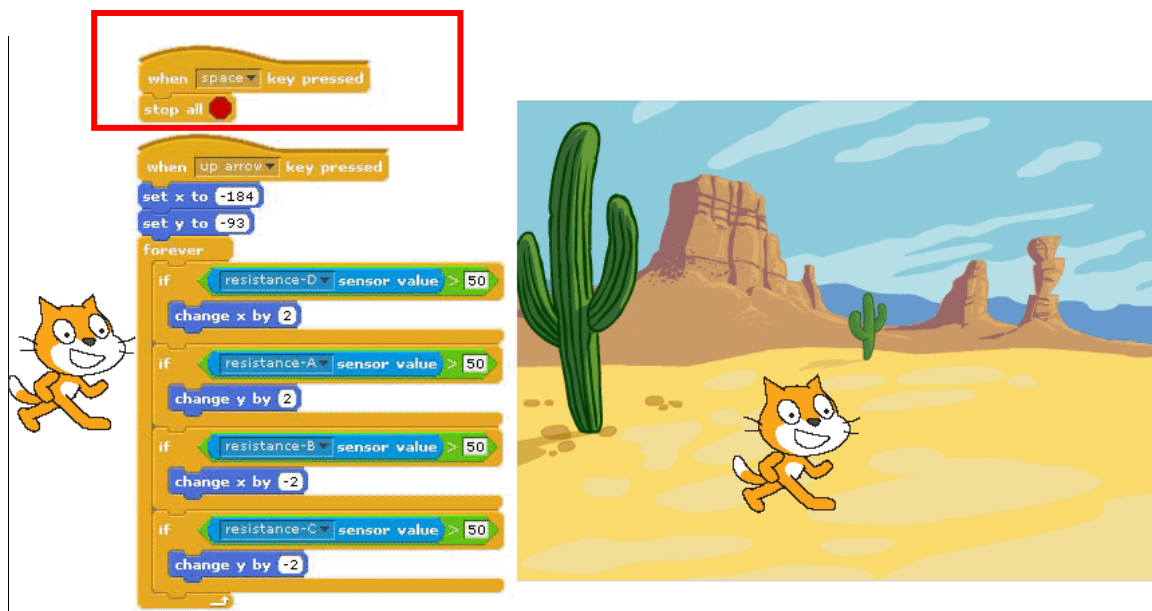 when space key pressed
stop all
when up arrow key pressed
set x to -184
set y to -93
forever
if resistance-D sensor value > 50
change x by 2
if resistance-A sensor value > 50
change y by 2
if resistance-B sensor value > 50
change x by -2
if resistance-C sensor value > 50
change y by -2